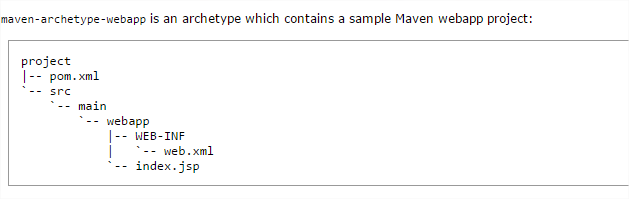 maven-archetype-webapp is an archetype which contains a sample Maven webapp project:
project
|-- pom.xml
`-- src
    `-- main
        `-- webapp
            |-- WEB-INF
            |   `-- web.xml
            `-- index.jsp